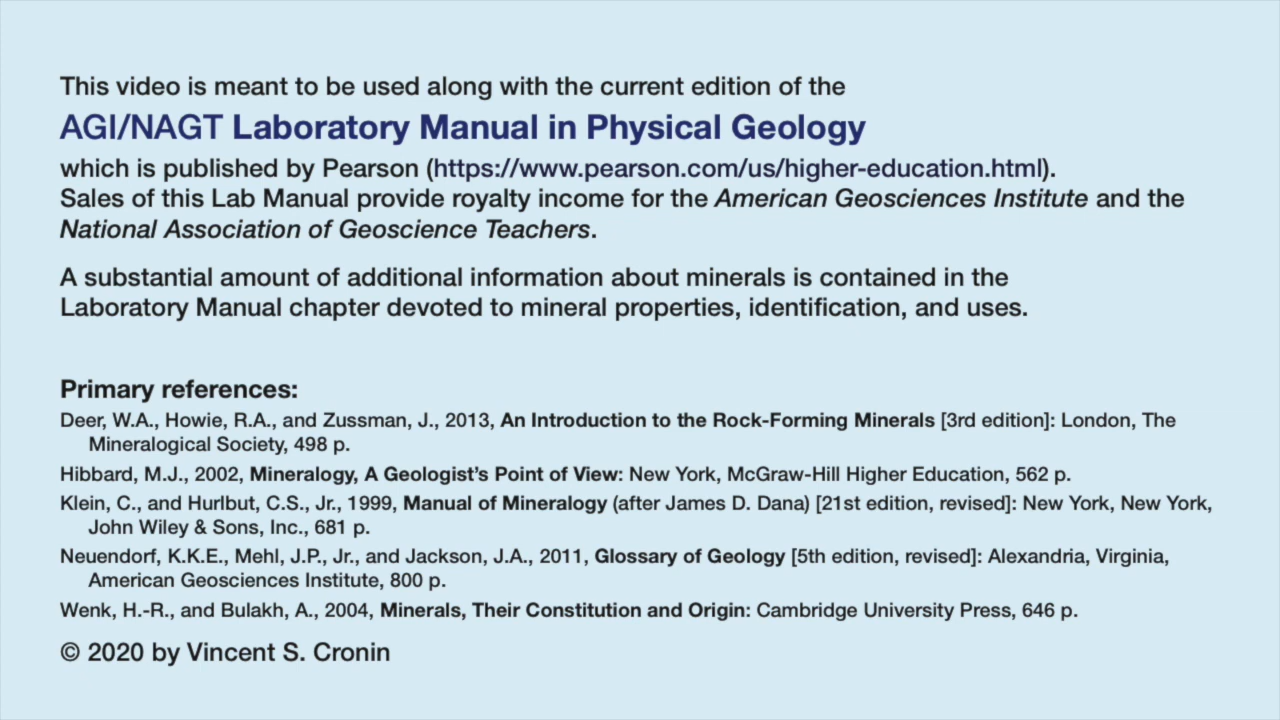 This video is meant to be used along with the current edition of the
AGI/NAGT Laboratory Manual in Physical Geology
which is published by Pearson (https://www.pearson.com/us/higher-education.html).
Sales of this Lab Manual provide royalty income for the American Geosciences Institute and the
National Association of Geoscience Teachers.
A substantial amount of additional information about minerals is contained in the
Laboratory Manual chapter devoted to mineral properties, identification, and uses.
Primary references:
Deer, W.A., Howie, R.A., and Zussman, J., 2013, An Introduction to the Rock-Forming Minerals [3rd edition]: London, The
Mineralogical Society, 498 p.
Hibbard, M.J., 2002, Mineralogy, A Geologist’s Point of View: New York, McGraw-Hill Higher Education, 562 p.
Klein, C., and Hurlbut, C.S., Jr., 1999, Manual of Mineralogy (after James D. Dana) [21st edition, revised]: New York, New York,
John Wiley & Sons, Inc., 681 p.
Neuendorf, K.K.E., Mehl, J.P., Jr., and Jackson, J.A., 2011, Glossary of Geology [5th edition, revised]: Alexandria, Virginia,
American Geosciences Institute, 800 p.
Wenk, H.-R., and Bulakh, A., 2004, Minerals, Their Constitution and Origin: Cambridge University Press, 646 p.
© 2020 by Vincent S. Cronin